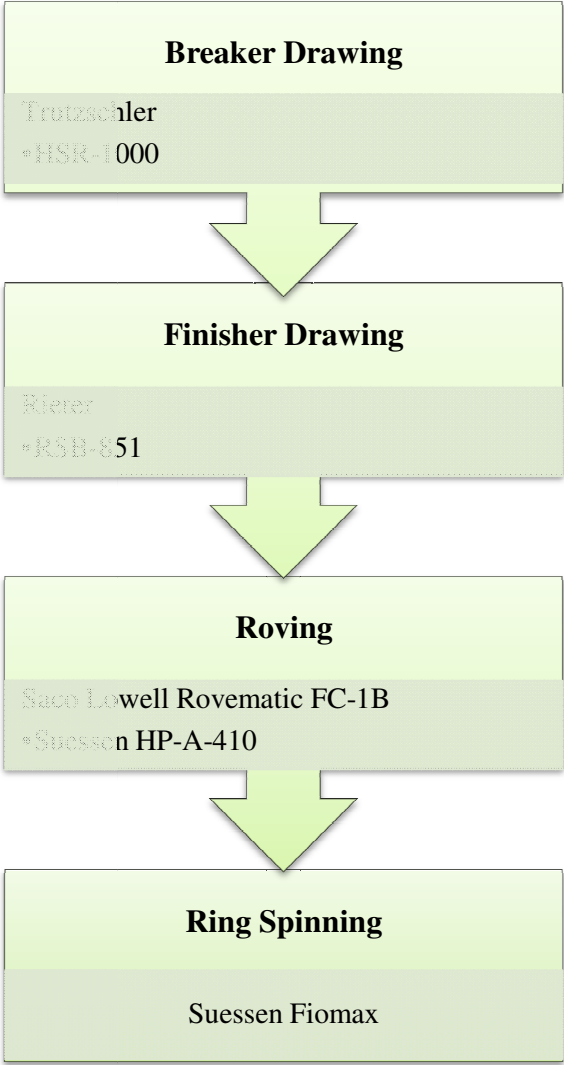 Breaker Drawing
Trutzschler
•HSR-1000
Finisher Drawing
Rierer
•RSB-851
Roving
Saco Lowell Rovematic FC-1B
•Suessen HP-A-410
Ring Spinning
Suessen Fiomax